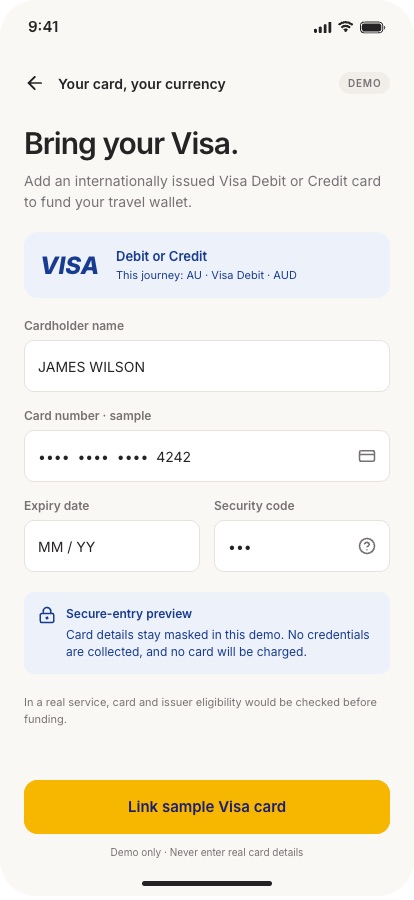 9:41
Your card, your currency
DEMO
Bring your Visa.
Add an internationally issued Visa Debit or Credit card
to fund your travel wallet.
VISA
Debit or Credit
This journey: AU · Visa Debit · AUD
Cardholder name
JAMES WILSON
Card number · sample
•••• •••• •••• 4242
Expiry date
Security code
MM / YY
•••
Secure-entry preview
Card details stay masked in this demo. No credentials
are collected, and no card will be charged.
In a real service, card and issuer eligibility would be checked before
funding.
Link sample Visa card
Demo only · Never enter real card details